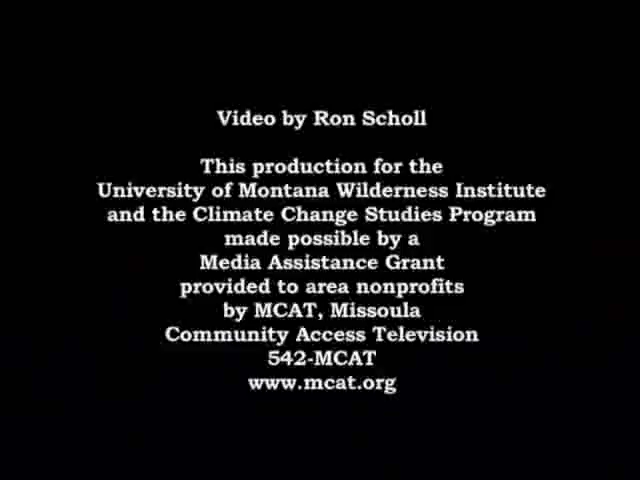 Video by Ron Scholl
This production for the
University of Montana Wilderness Institute
and the Climate Change Studies Program
made possible by a
Media Assistance Grant
provided to area nonprofits
by MCAT, Missoula
Community Access Television
542-MCAT
www.mcat.org